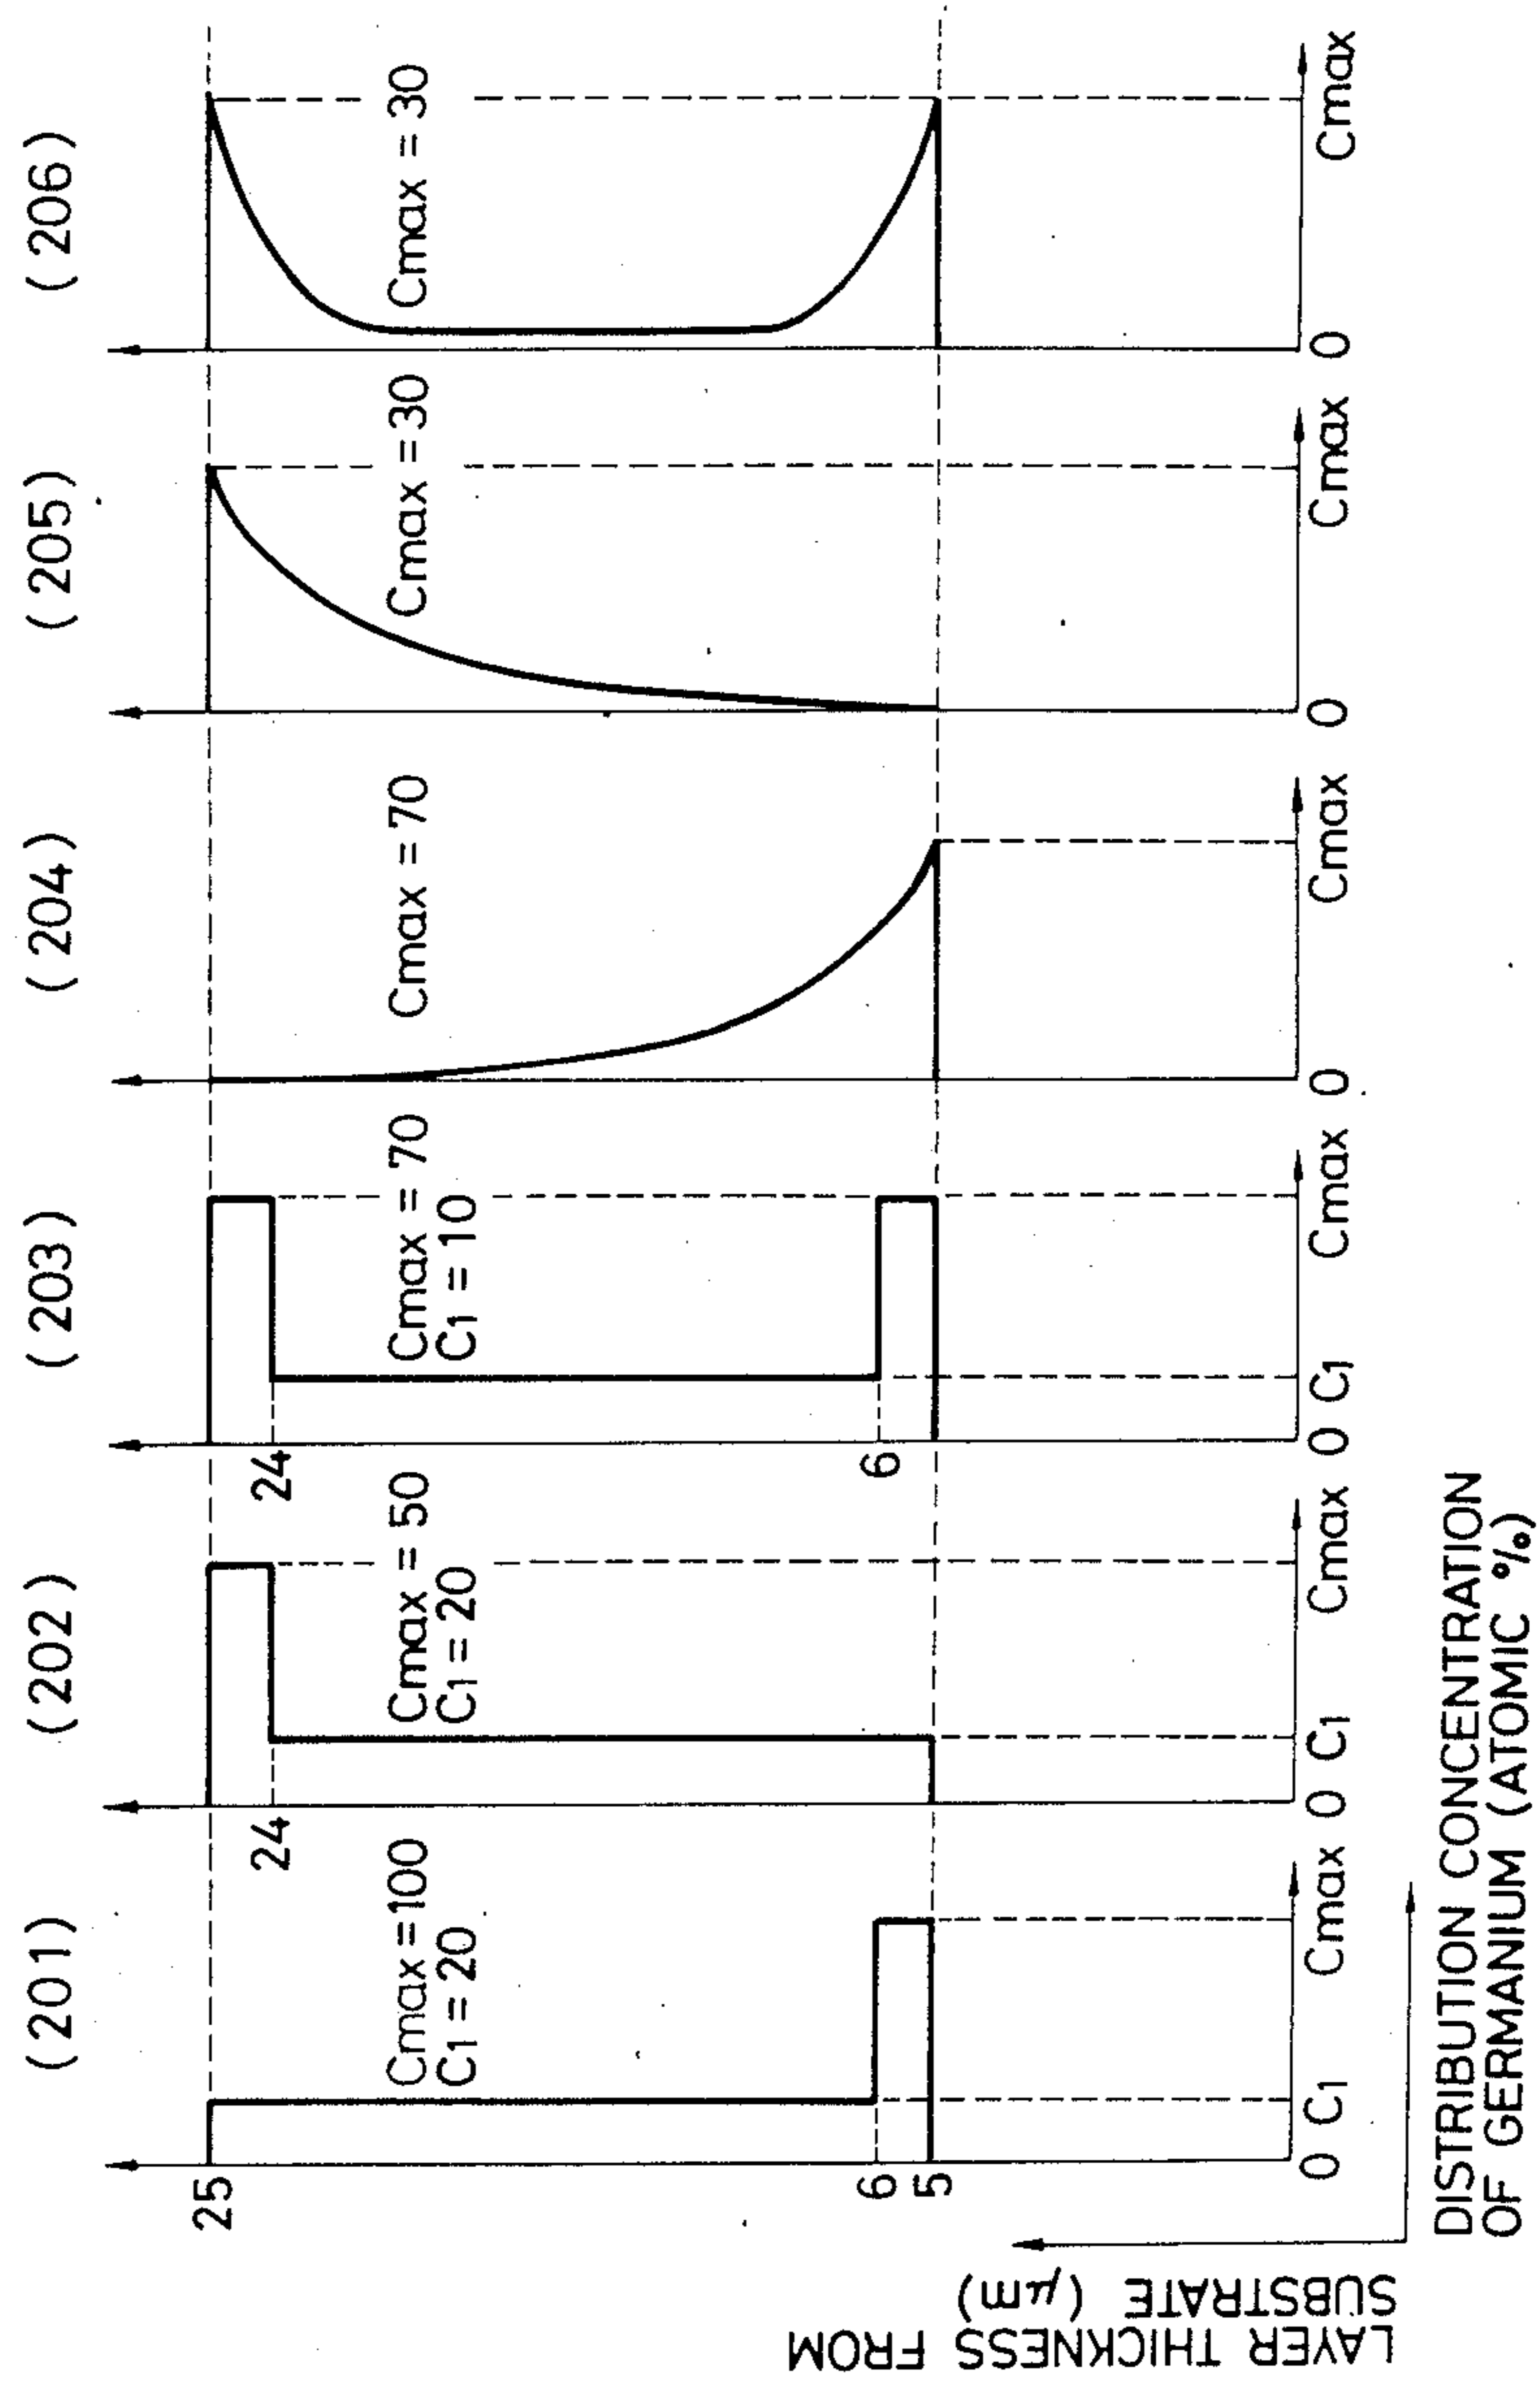 (201)
(202)
(203)
(204)
(205)
(206)
25
6
5
Cmax=100
C1=20
0 C1 Cmax
24
Cmax = 50
C1 = 20
0 C1 Cmax
24
6
Cmax = 70
C1 = 10
0 C1 Cmax
Cmax = 70
0 Cmax
Cmax =30
0 Cmax
Cmax = 30
0 Cmax
LAYER THICKNESS FROM
SUBSTRATE (μm)
DISTRIBUTION CONCENTRATION
OF GERMANIUM (ATOMIC %)